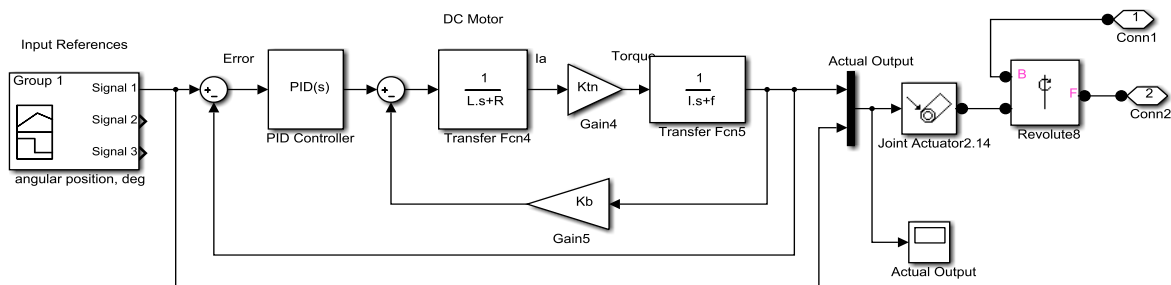 DC Motor
1
Conn1
Input References
Error
Ia
Torque
Actual Output
Group 1
Signal 1
Signal 2
Signal 3
angular position, deg
+
-
PID(s)
PID Controller
+
-
1
L.s+R
Transfer Fcn4
Ktn
Gain4
1
I.s+f
Transfer Fcn5
Joint Actuator2.14
B
F
Revolute8
2
Conn2
Kb
Gain5
Actual Output